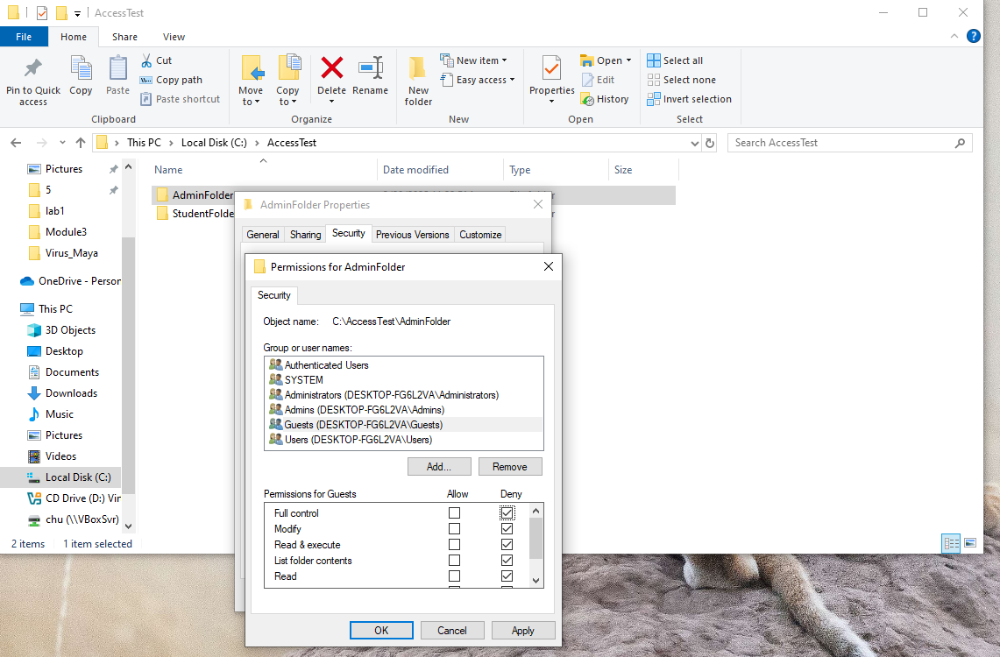 AccessTest
File Home Share View
Pin to Quick access
Copy
Paste
Cut
Copy path
Paste shortcut
Clipboard
Move to
Copy to
Delete
Rename
Organize
New folder
New item
Easy access
New
Properties
Open
Edit
History
Open
Select all
Select none
Invert selection
Select
This PC > Local Disk (C:) > AccessTest
Search AccessTest
Pictures
5
lab1
Module3
Virus_Maya
OneDrive - Person
This PC
3D Objects
Desktop
Documents
Downloads
Music
Pictures
Videos
Local Disk (C:)
CD Drive (D:) Vir
chu (\\VBoxSvr)
Name Date modified Type Size
AdminFolder
StudentFolde
2 items 1 item selected
AdminFolder Properties
General Sharing Security Previous Versions Customize
Permissions for AdminFolder
Security
Object name: C:\AccessTest\AdminFolder
Group or user names:
Authenticated Users
SYSTEM
Administrators (DESKTOP-FG6L2VA\Administrators)
Admins (DESKTOP-FG6L2VA\Admins)
Guests (DESKTOP-FG6L2VA\Guests)
Users (DESKTOP-FG6L2VA\Users)
Add... Remove
Permissions for Guests Allow Deny
Full control
Modify
Read & execute
List folder contents
Read
OK Cancel Apply